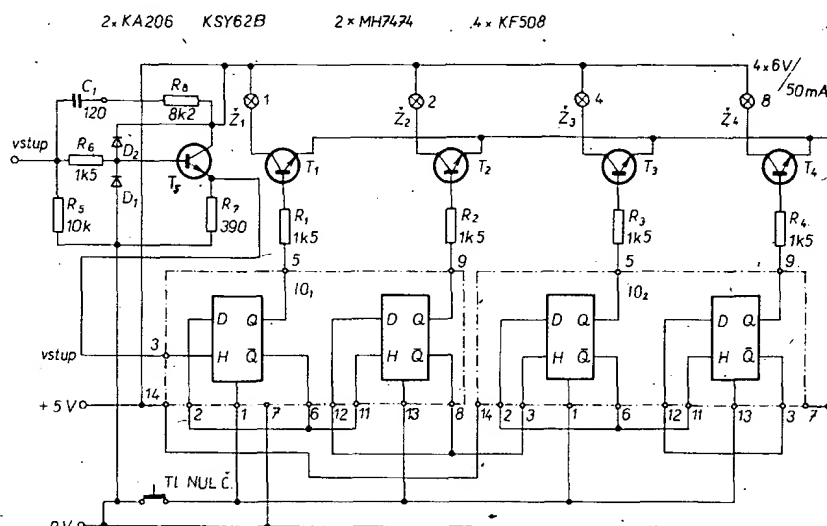 2× KA206 KSY62B 2× MH7474 4× KF508
4×6V/50mA
C1 120
R8 8k2
1 Ž1
2 Ž2
4 Ž3
8 Ž4
vstup
R6 1k5
D2
D1
T5
T1
T2
T3
T4
R5 10k
R7 390
R1 1k5
R2 1k5
R3 1k5
R4 1k5
5 9 5 9
IO1 IO2
D Q D Q D Q D Q
vstup 3 H Q̄ H Q̄ H Q̄ H Q̄
+5V 14 2 1 7 6 12 11 13 8 14 2 3 1 6 12 11 13 3 7
TL NUL Č.
0V